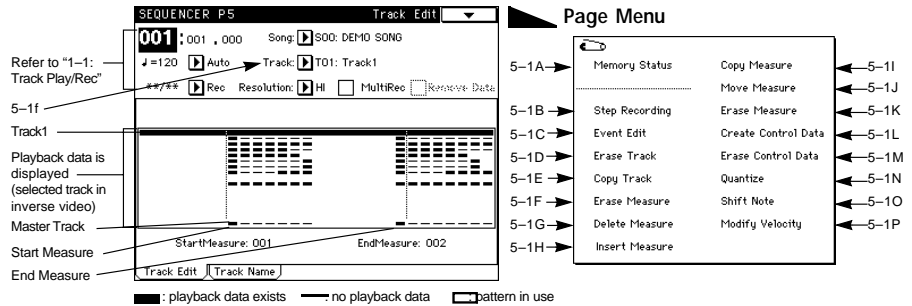 SEQUENCER P5 Track Edit
001 : 001 . 000 Song: S00: DEMO SONG
♩=120 Auto Track: T01: Track1
**/** Rec Resolution: HI MultiRec Remove Data
Refer to “1–1:
Track Play/Rec”
5–1f
Track1
Playback data is
displayed
(selected track in
inverse video)
Master Track
Start Measure
End Measure
StartMeasure: 001 EndMeasure: 002
Track Edit Track Name
: playback data exists : no playback data : pattern in use
Page Menu
5–1A Memory Status
5–1B Step Recording
5–1C Event Edit
5–1D Erase Track
5–1E Copy Track
5–1F Erase Measure
5–1G Delete Measure
5–1H Insert Measure
Copy Measure 5–1I
Move Measure 5–1J
Erase Measure 5–1K
Create Control Data 5–1L
Erase Control Data 5–1M
Quantize 5–1N
Shift Note 5–1O
Modify Velocity 5–1P